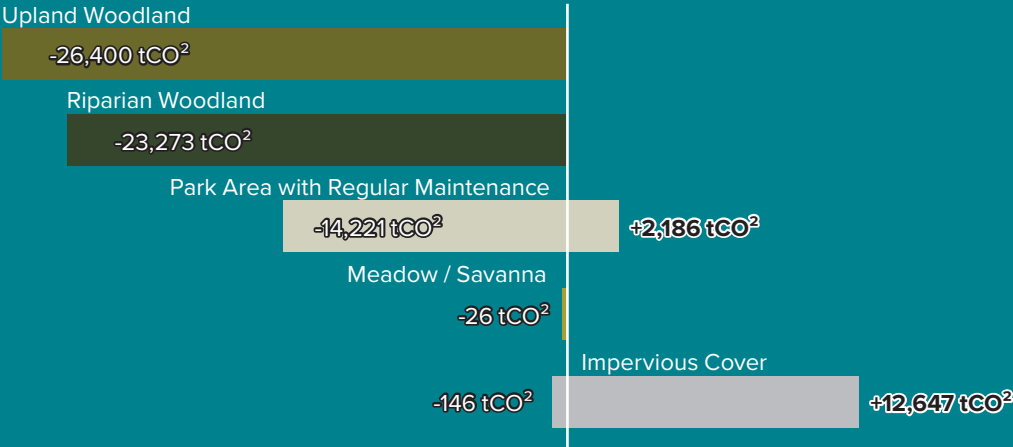 Upland Woodland
-26,400 tCO²
Riparian Woodland
-23,273 tCO²
Park Area with Regular Maintenance
-14,221 tCO² +2,186 tCO²
Meadow / Savanna
-26 tCO²
Impervious Cover
-146 tCO² +12,647 tCO²